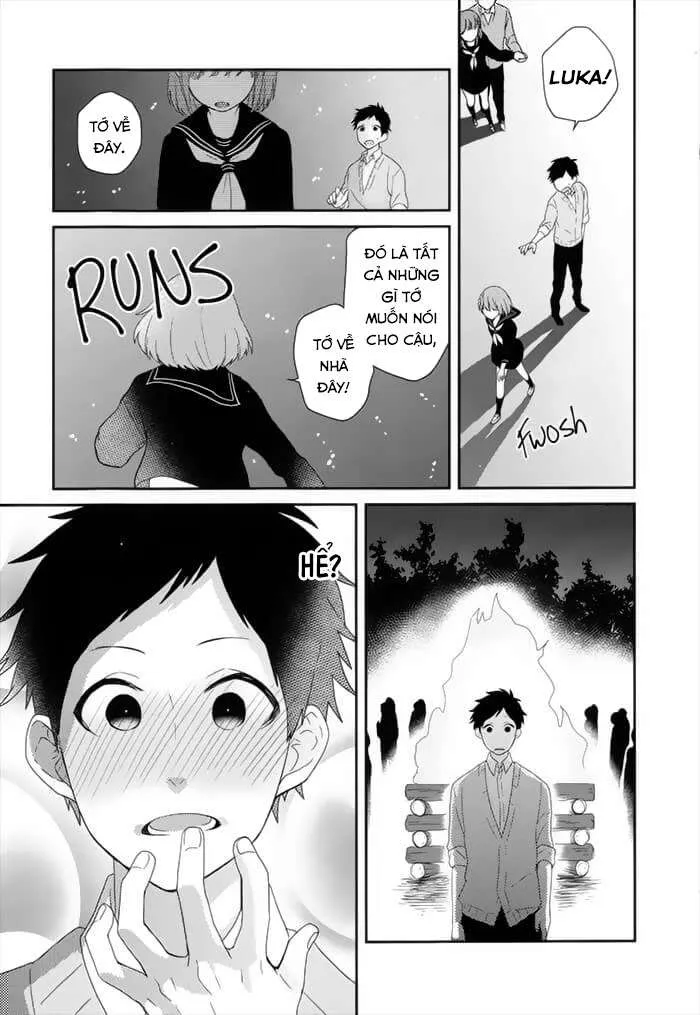 LUKA!
Fwosh
TỚ VỀ
ĐÂY.
ĐÓ LÀ TẤT
CẢ NHỮNG
GÌ TỚ
MUỐN NÓI
CHO CẬU,
TỚ VỀ
NHÀ
ĐÂY!
RUNS
HỂ?